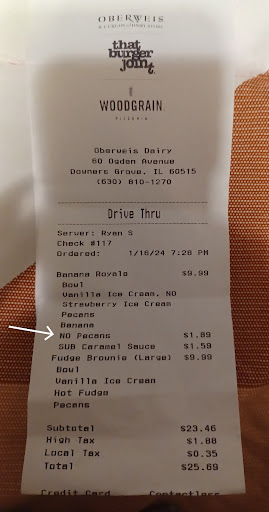 OBERWEIS
that
burger
joint
WOODGRAIN
PIZZERIA
Oberweis Dairy
60 Ogden Avenue
Downers Grove, IL 60515
(630) 810-1270
Drive Thru
Server: Ryan S
Check #117
Ordered: 1/16/24 7:28 PM
Banana Royale $9.99
Bowl
Vanilla Ice Cream, NO
Strawberry Ice Cream
Pecans
Banana
NO Pecans $1.89
SUB Caramel Sauce $1.59
Fudge Brownie (Large) $9.99
Bowl
Vanilla Ice Cream
Hot Fudge
Pecans
Subtotal $23.46
High Tax $1.88
Local Tax $0.35
Total $25.69
Credit Card Contactless